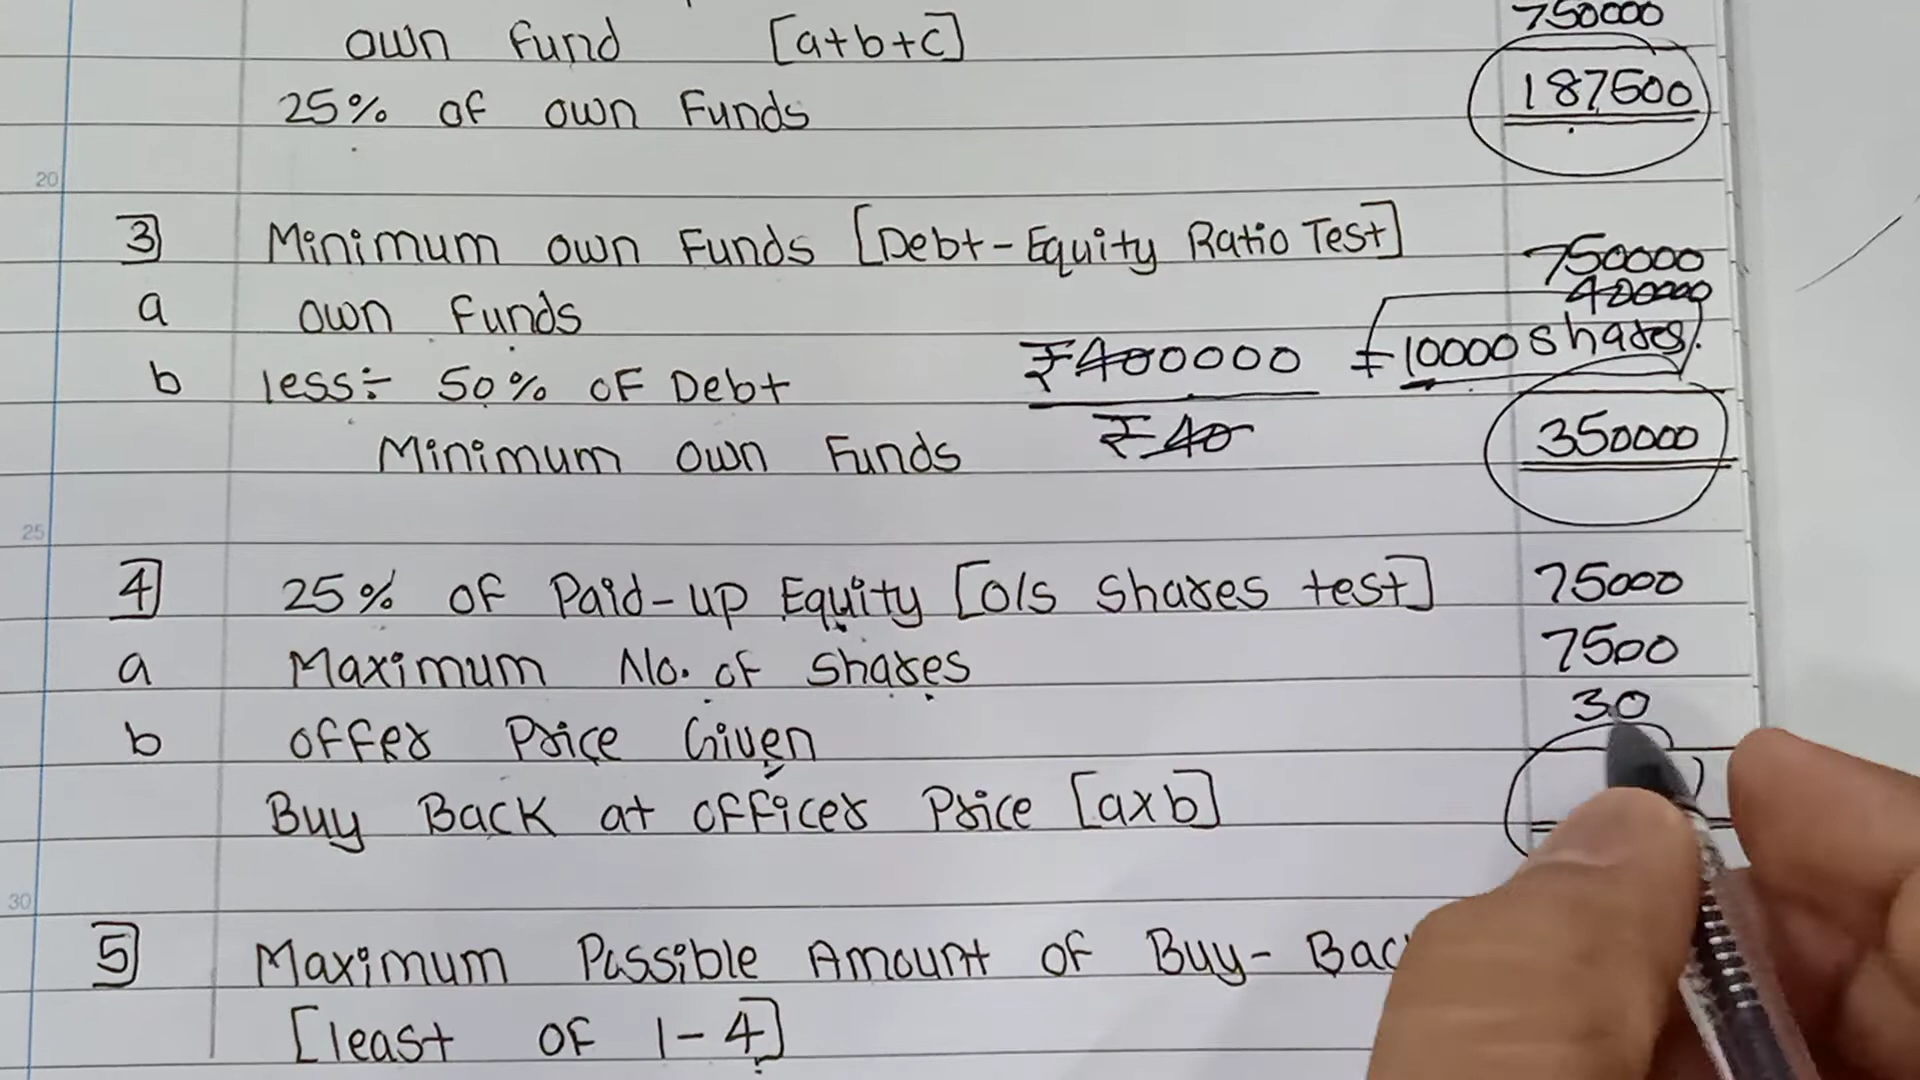 750000
own Fund [a+b+c]
25% of own Funds 187500
20
3 Minimum own Funds [Debt-Equity Ratio Test]
a own Funds 750000
400000
b less÷ 50% of Debt ₹400000 = 10000 shares.
₹40
Minimum own Funds 350000
25
4 25% of Paid-up Equity [o/s shares test] 75000
a Maximum No. of shares 7500
b offer Price Given 30
Buy Back at officer Price [axb]
30
5 Maximum Possible Amount of Buy-
[least of 1-4]